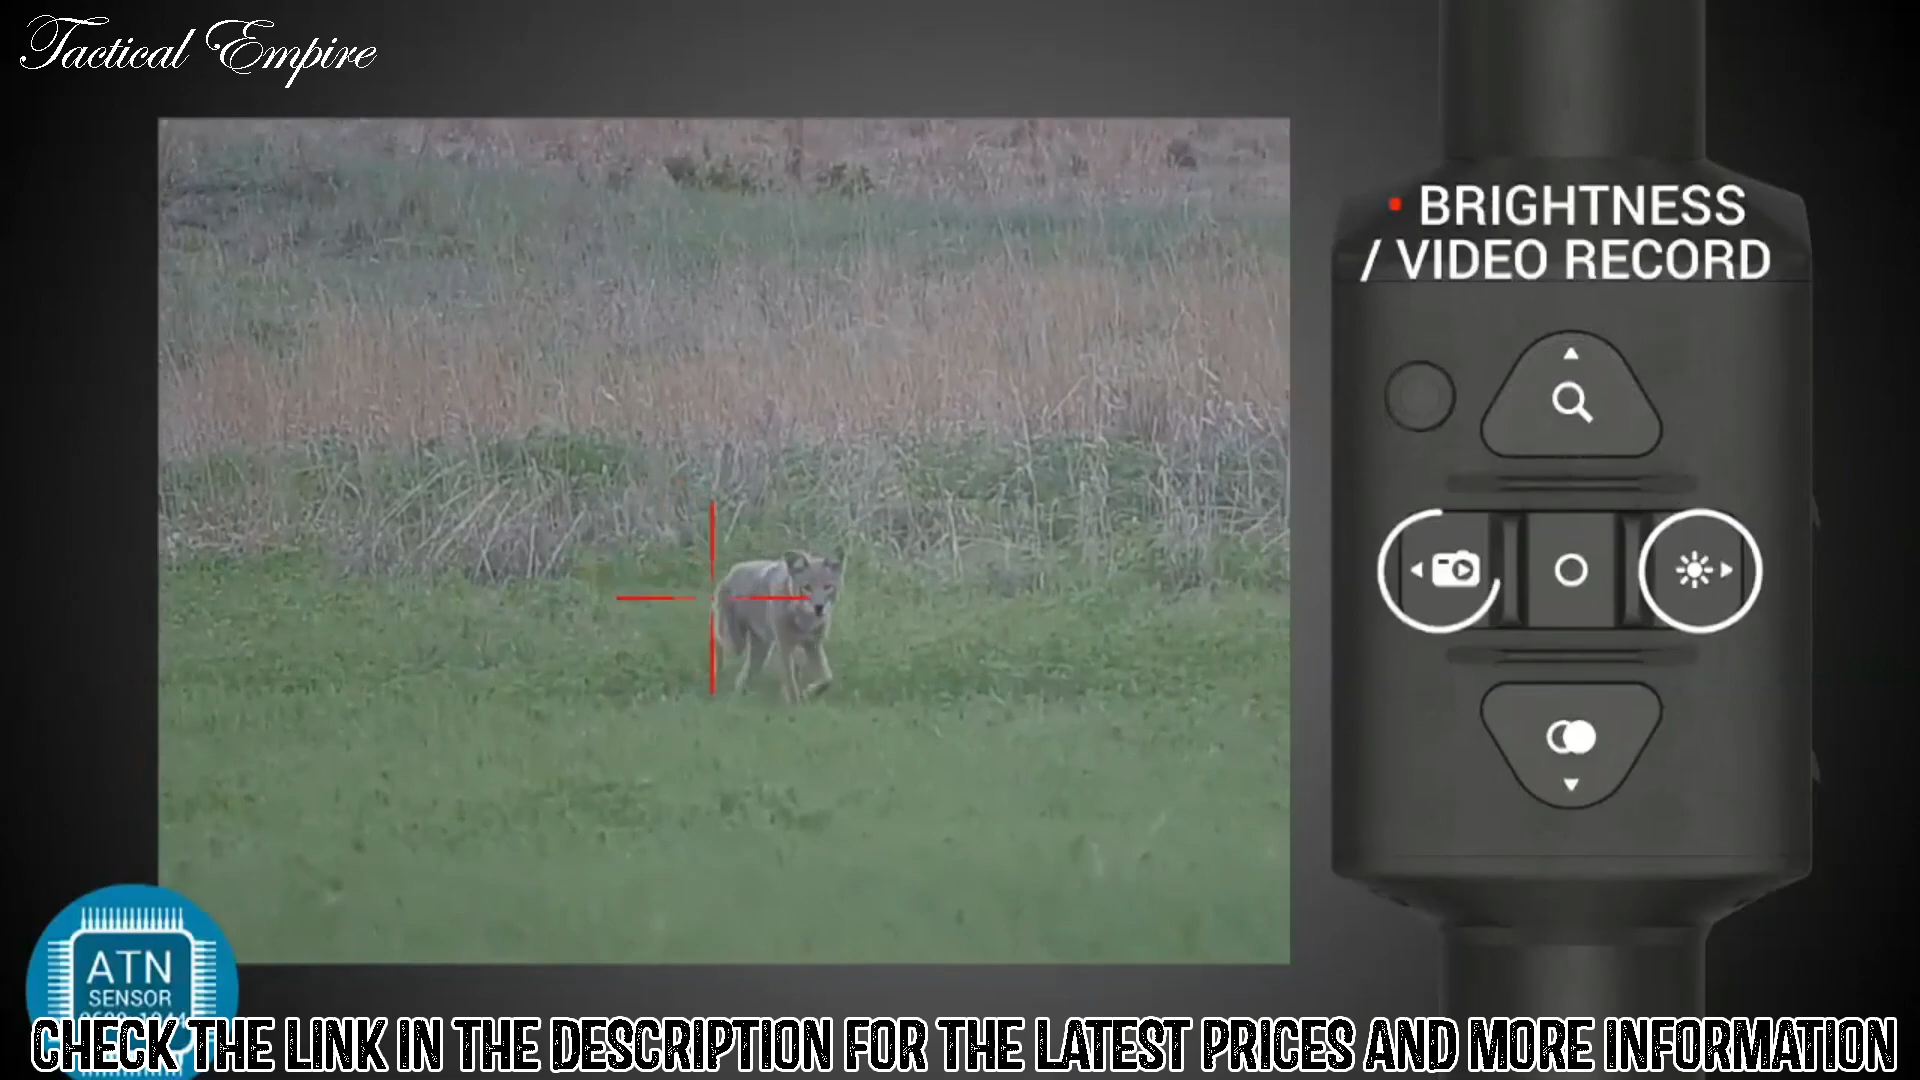 Tactical Empire
BRIGHTNESS
/ VIDEO RECORD
ATN
SENSOR
CHECK THE LINK IN THE DESCRIPTION FOR THE LATEST PRICES AND MORE INFORMATION